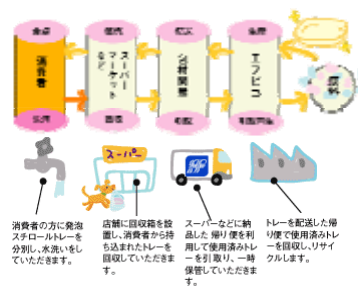 消費者
スーパー
マーケット
など
包材問屋
エフピコ
原料
スーパー
消費者の方に発泡
スチロールトレーを
分別し、水洗いをし
ていただきます。
店舗に回収箱を設
置し、消費者から持
ち込まれたトレーを
回収していただきま
す。
スーパーなどに納
品した 帰り便を利
用して使用済みトレ
ーを引取り、一時
保管していただきま
す。
トレーを配送した帰
り便で使用済みトレー
を回収し、リサイ
クルします。